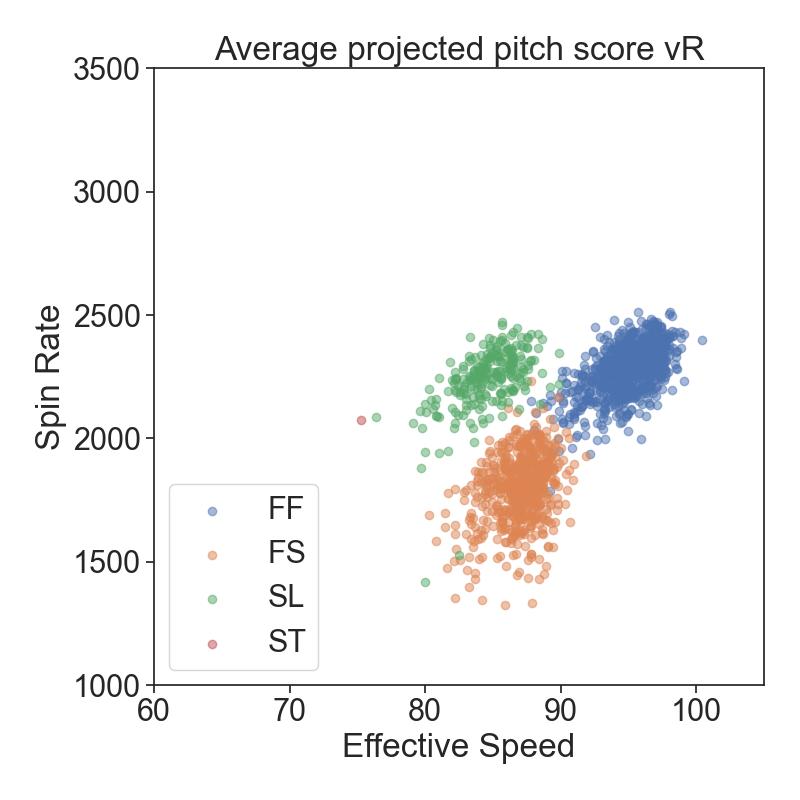 Average projected pitch score vR
3500
3000
2500
2000
1500
1000
Spin Rate
FF
FS
SL
ST
60 70 80 90 100
Effective Speed